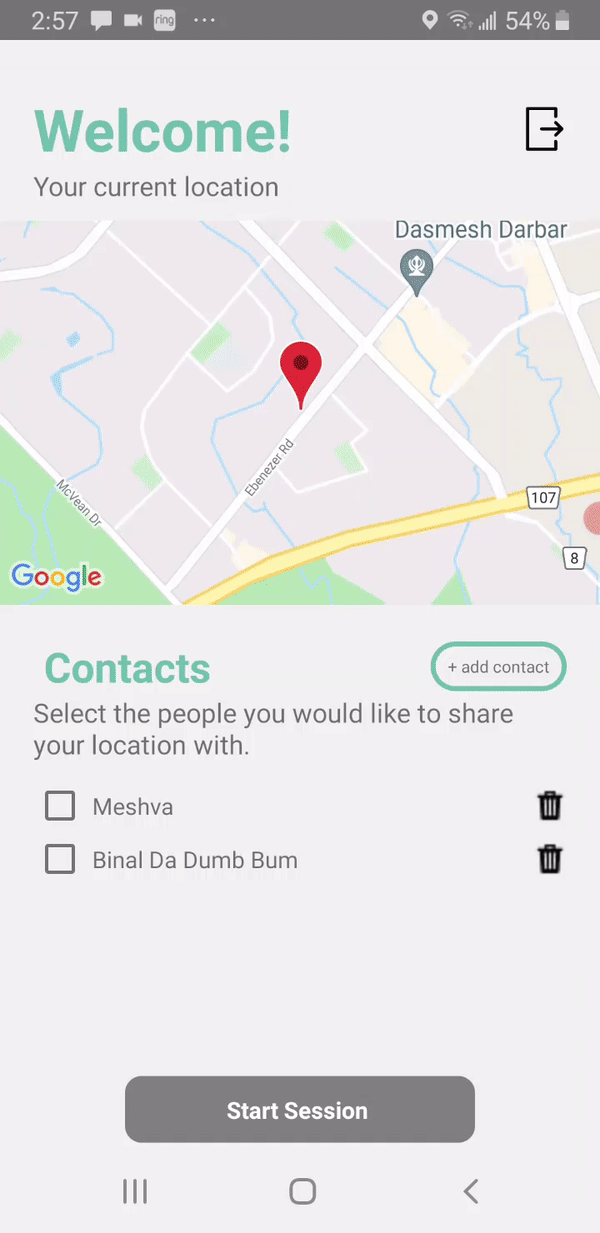 2:57 ring ... 54%
Welcome!
Your current location
Dasmesh Darbar
Ebenezer Rd
McVean Dr
107
8
Google
Contacts
+ add contact
Select the people you would like to share
your location with.
Meshva
Binal Da Dumb Bum
Start Session